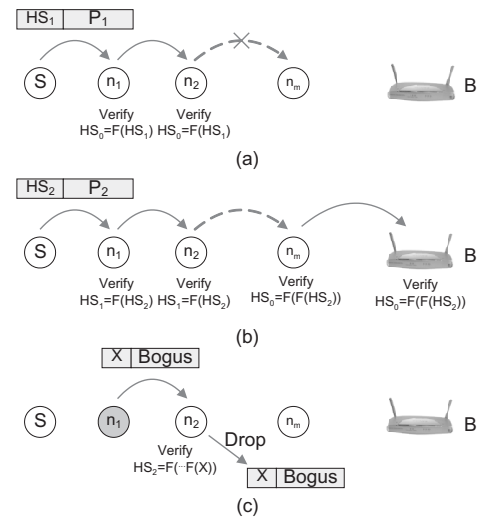 HS1 P1
S n1 n2 nm B
Verify Verify
HS0=F(HS1) HS0=F(HS1)
(a)
HS2 P2
S n1 n2 nm B
Verify Verify Verify Verify
HS1=F(HS2) HS1=F(HS2) HS0=F(F(HS2)) HS0=F(F(HS2))
(b)
X Bogus
S n1 n2 nm B
Drop
Verify
HS2=F(···F(X))
X Bogus
(c)